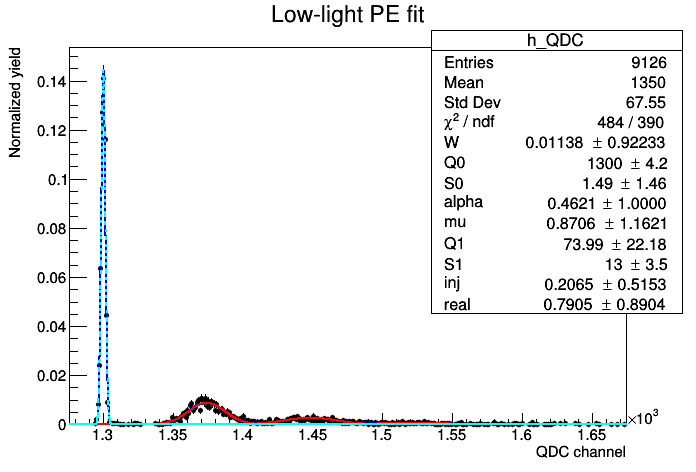 Low-light PE fit
h_QDC
Entries 9126
Mean 1350
Std Dev 67.55
χ² / ndf 484 / 390
W 0.01138 ± 0.92233
Q0 1300 ± 4.2
S0 1.49 ± 1.46
alpha 0.4621 ± 1.0000
mu 0.8706 ± 1.1621
Q1 73.99 ± 22.18
S1 13 ± 3.5
inj 0.2065 ± 0.5153
real 0.7905 ± 0.8904
Normalized yield
0.14
0.12
0.1
0.08
0.06
0.04
0.02
0
1.3 1.35 1.4 1.45 1.5 1.55 1.6 1.65 ×10³
QDC channel